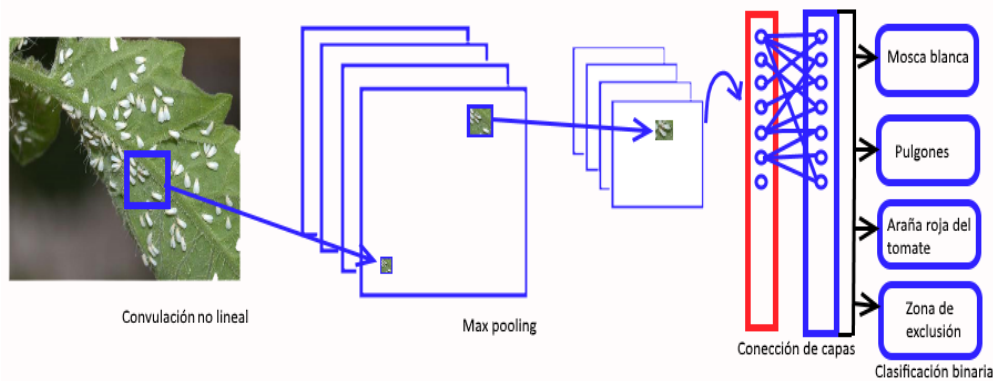 Mosca blanca
Pulgones
Araña roja del
tomate
Zona de
exclusión
Convulación no lineal
Max pooling
Conección de capas
Clasificación binaria